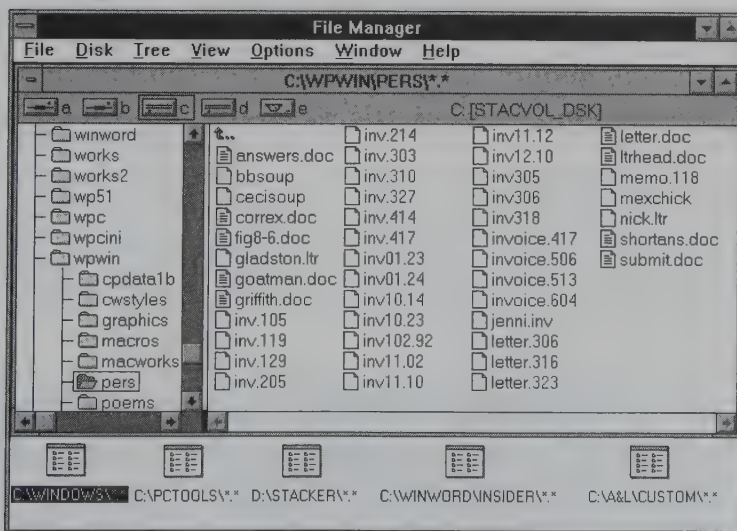 File Manager
File Disk Tree View Options Window Help
C:\WPWIN\PERS\*.*
a b c d e C: [STACVOL_DSK]
winword
works
works2
wp51
wpc
wpcini
wpwin
cpdata1b
cwstyles
graphics
macros
macworks
pers
poems
answers.doc
bbsoup
cecisoup
correx.doc
fig8-6.doc
gladston.ltr
goatman.doc
griffith.doc
inv.105
inv.119
inv.129
inv.205
inv.214
inv.303
inv.310
inv.327
inv.414
inv.417
inv01.23
inv01.24
inv10.14
inv10.23
inv102.92
inv11.02
inv11.10
inv11.12
inv12.10
inv305
inv306
inv318
invoice.417
invoice.506
invoice.513
invoice.604
jenni.inv
letter.306
letter.316
letter.323
letter.doc
ltrhead.doc
memo.118
mexchick
nick.ltr
shortans.doc
submit.doc
C:\WINDOWS\*.* C:\PCTOOLS\*.* D:\STACKER\*.* C:\WINWORD\INSIDER\*.* C:\A&L\CUSTOM\*.*